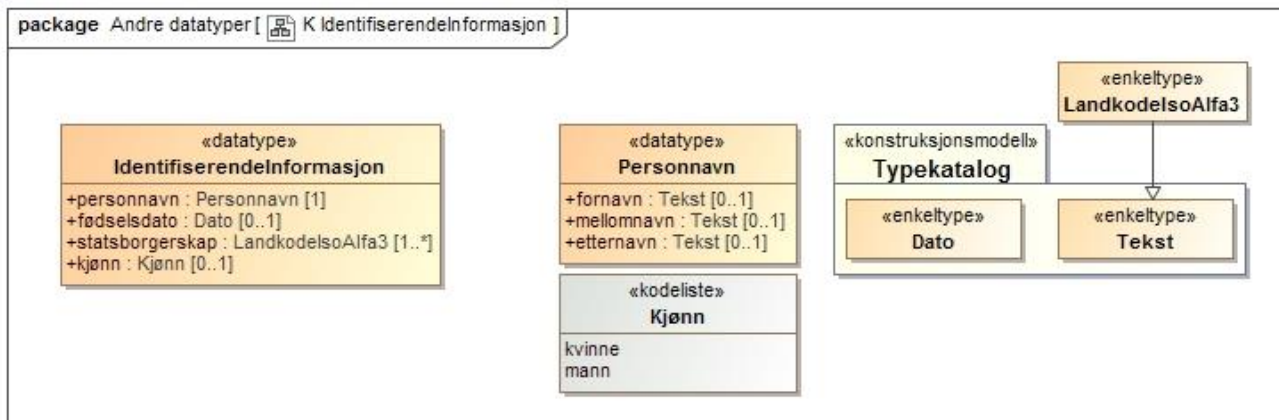 package Andre datatyper [ K IdentifiserendeInformasjon ]
«datatype»
IdentifiserendeInformasjon
+personnavn : Personnavn [1]
+fødselsdato : Dato [0..1]
+statsborgerskap : LandkodeIsoAlfa3 [1..*]
+kjønn : Kjønn [0..1]
«datatype»
Personnavn
+fornavn : Tekst [0..1]
+mellomnavn : Tekst [0..1]
+etternavn : Tekst [0..1]
«kodeliste»
Kjønn
kvinne
mann
«enkeltype»
LandkodeIsoAlfa3
«konstruksjonsmodell»
Typekatalog
«enkeltype»
Dato
«enkeltype»
Tekst